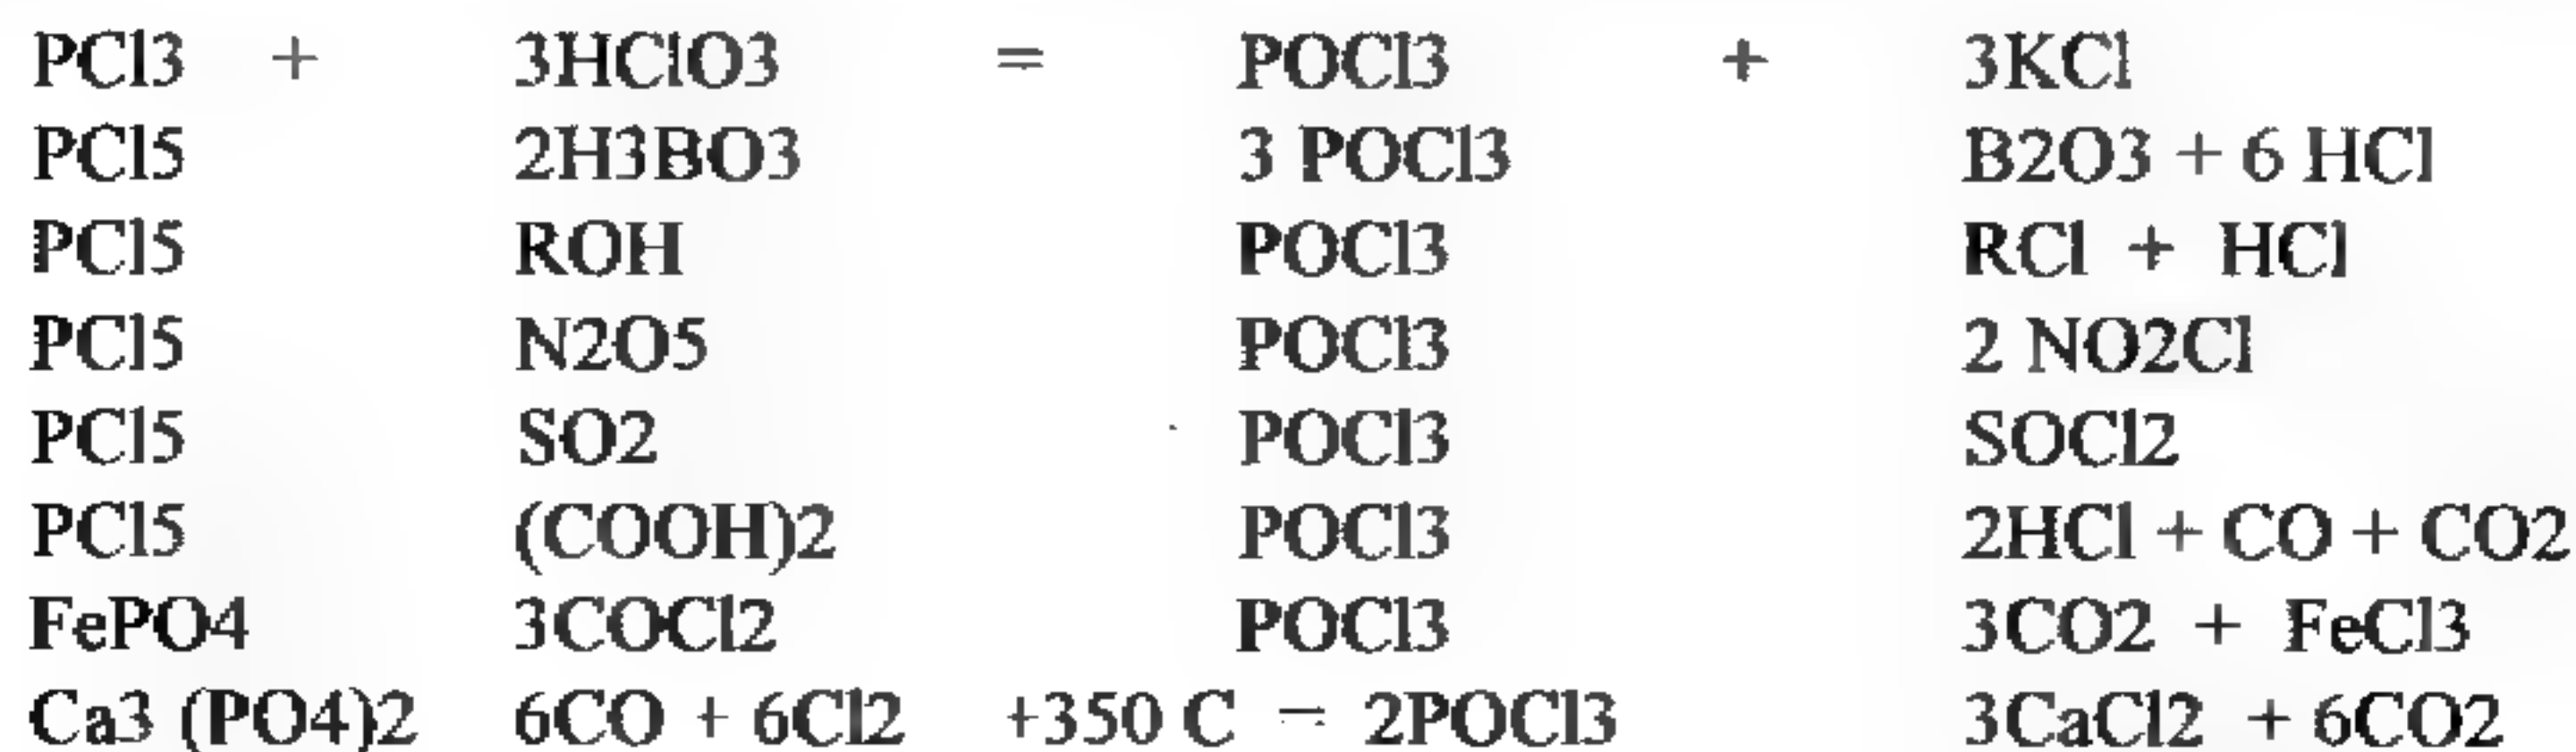 PCl3 + 3HClO3 = POCl3 + 3KCl
PCl5 2H3BO3 3 POCl3 B2O3 + 6 HCl
PCl5 ROH POCl3 RCl + HCl
PCl5 N2O5 POCl3 2 NO2Cl
PCl5 SO2 POCl3 SOCl2
PCl5 (COOH)2 POCl3 2HCl + CO + CO2
FePO4 3COCl2 POCl3 3CO2 + FeCl3
Ca3 (PO4)2 6CO + 6Cl2 +350 C = 2POCl3 3CaCl2 + 6CO2